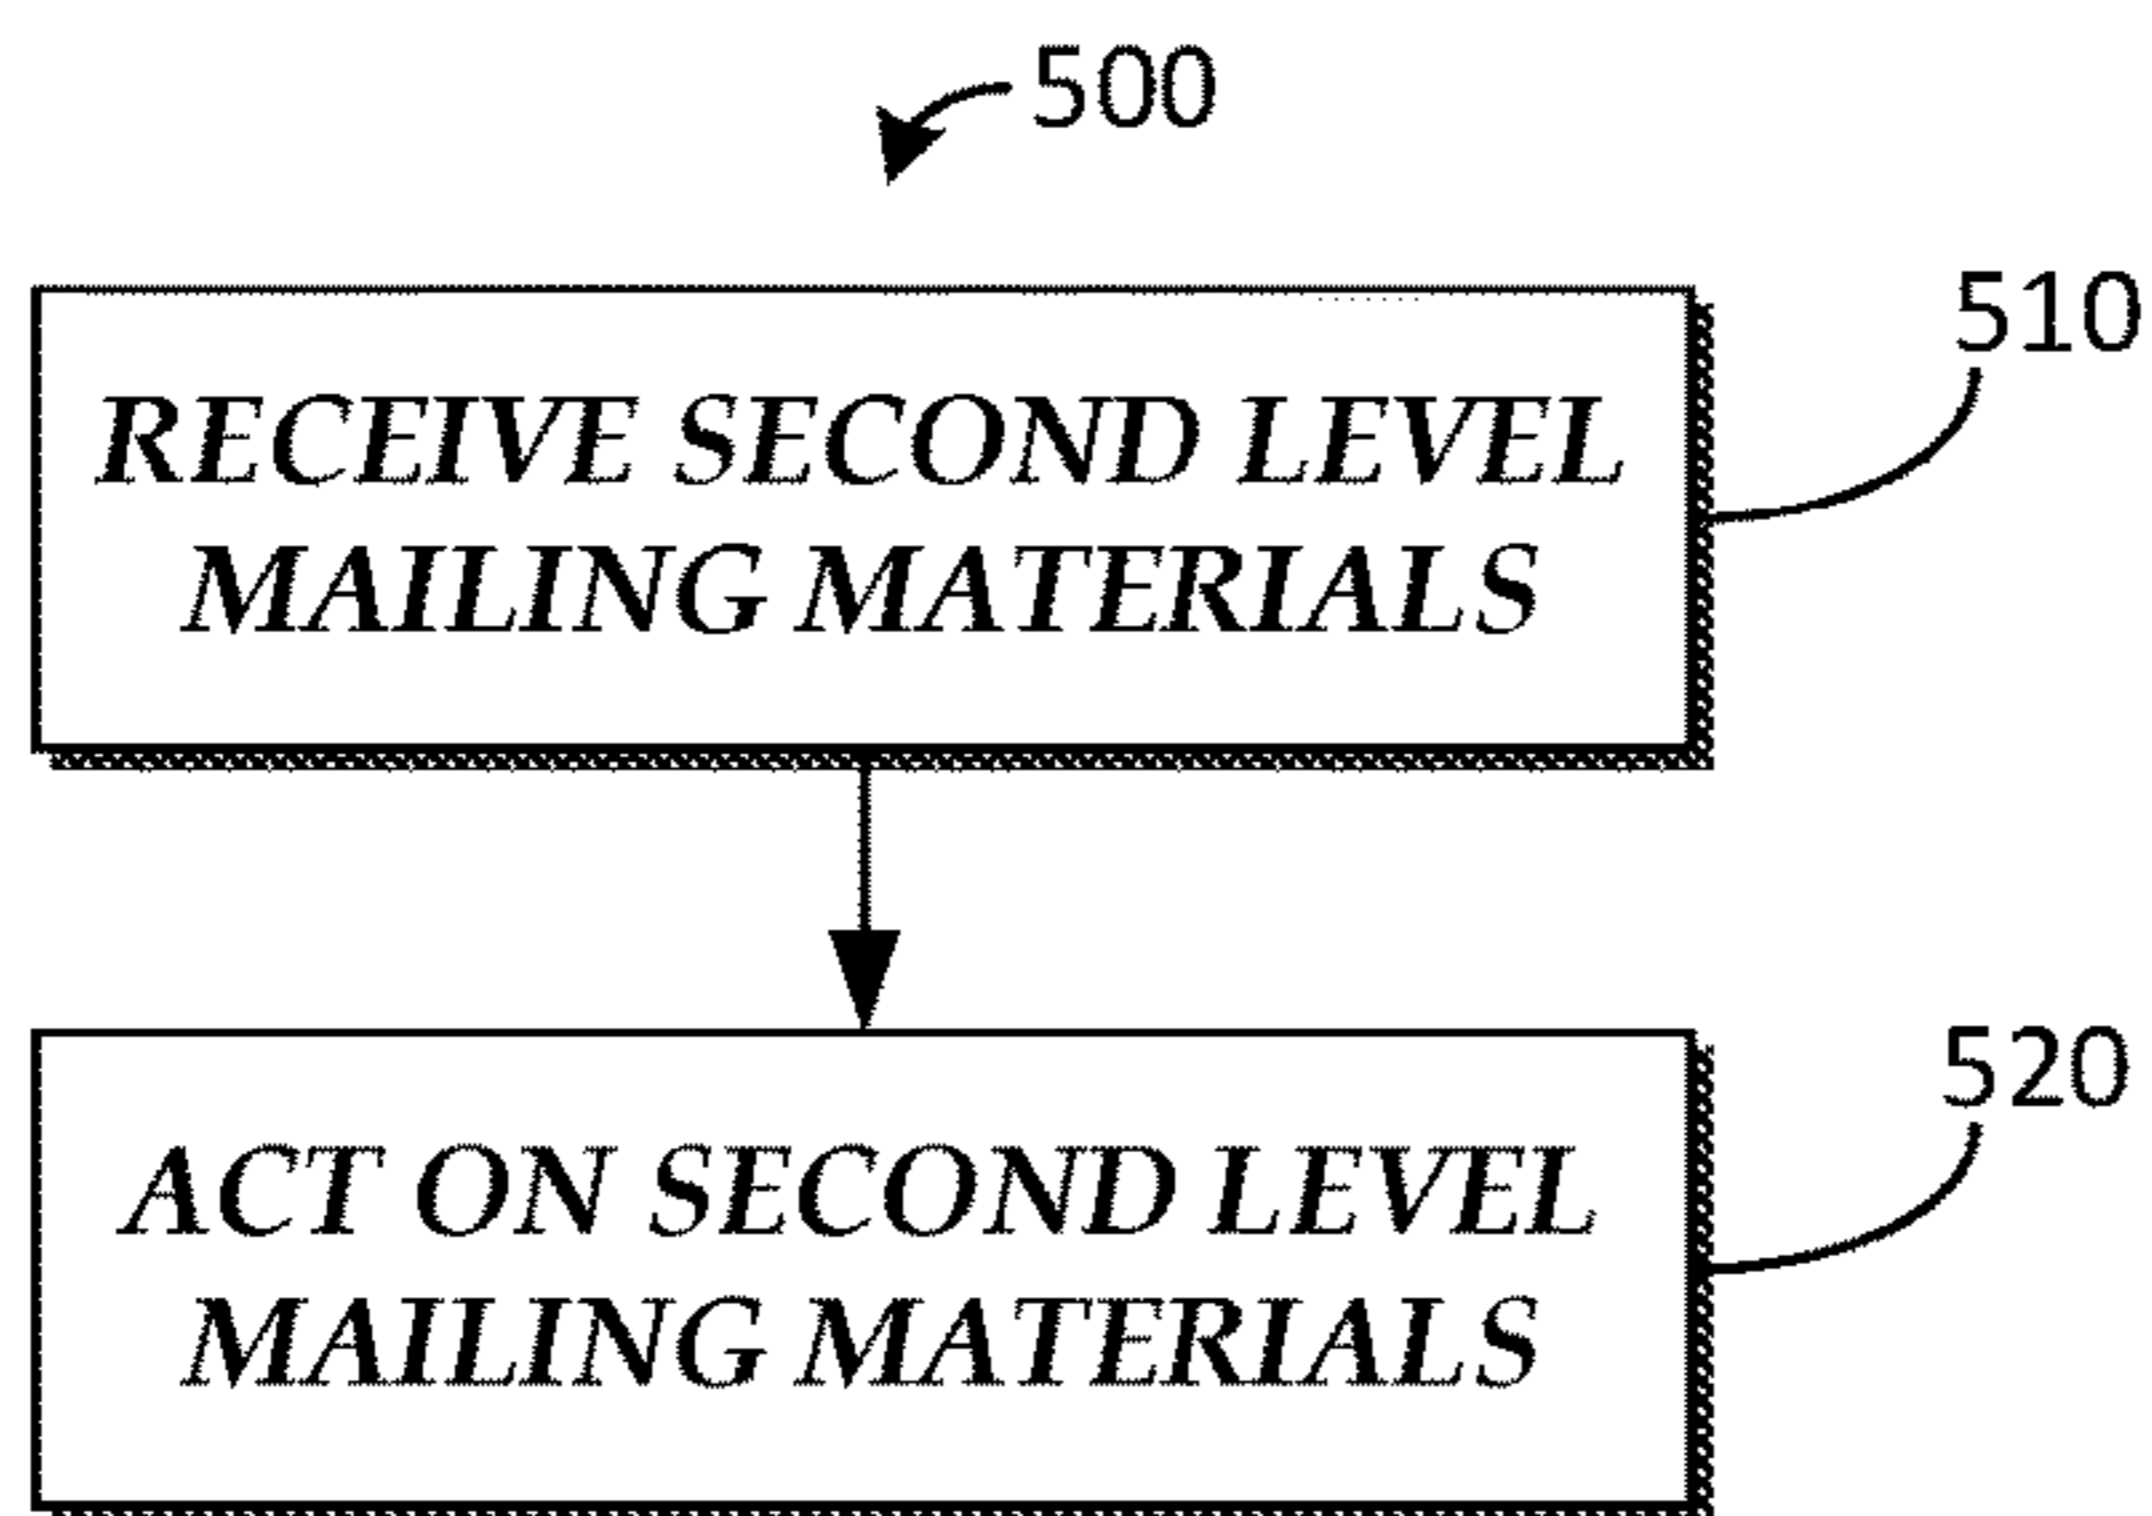 500
510
RECEIVE SECOND LEVEL
MAILING MATERIALS
520
ACT ON SECOND LEVEL
MAILING MATERIALS